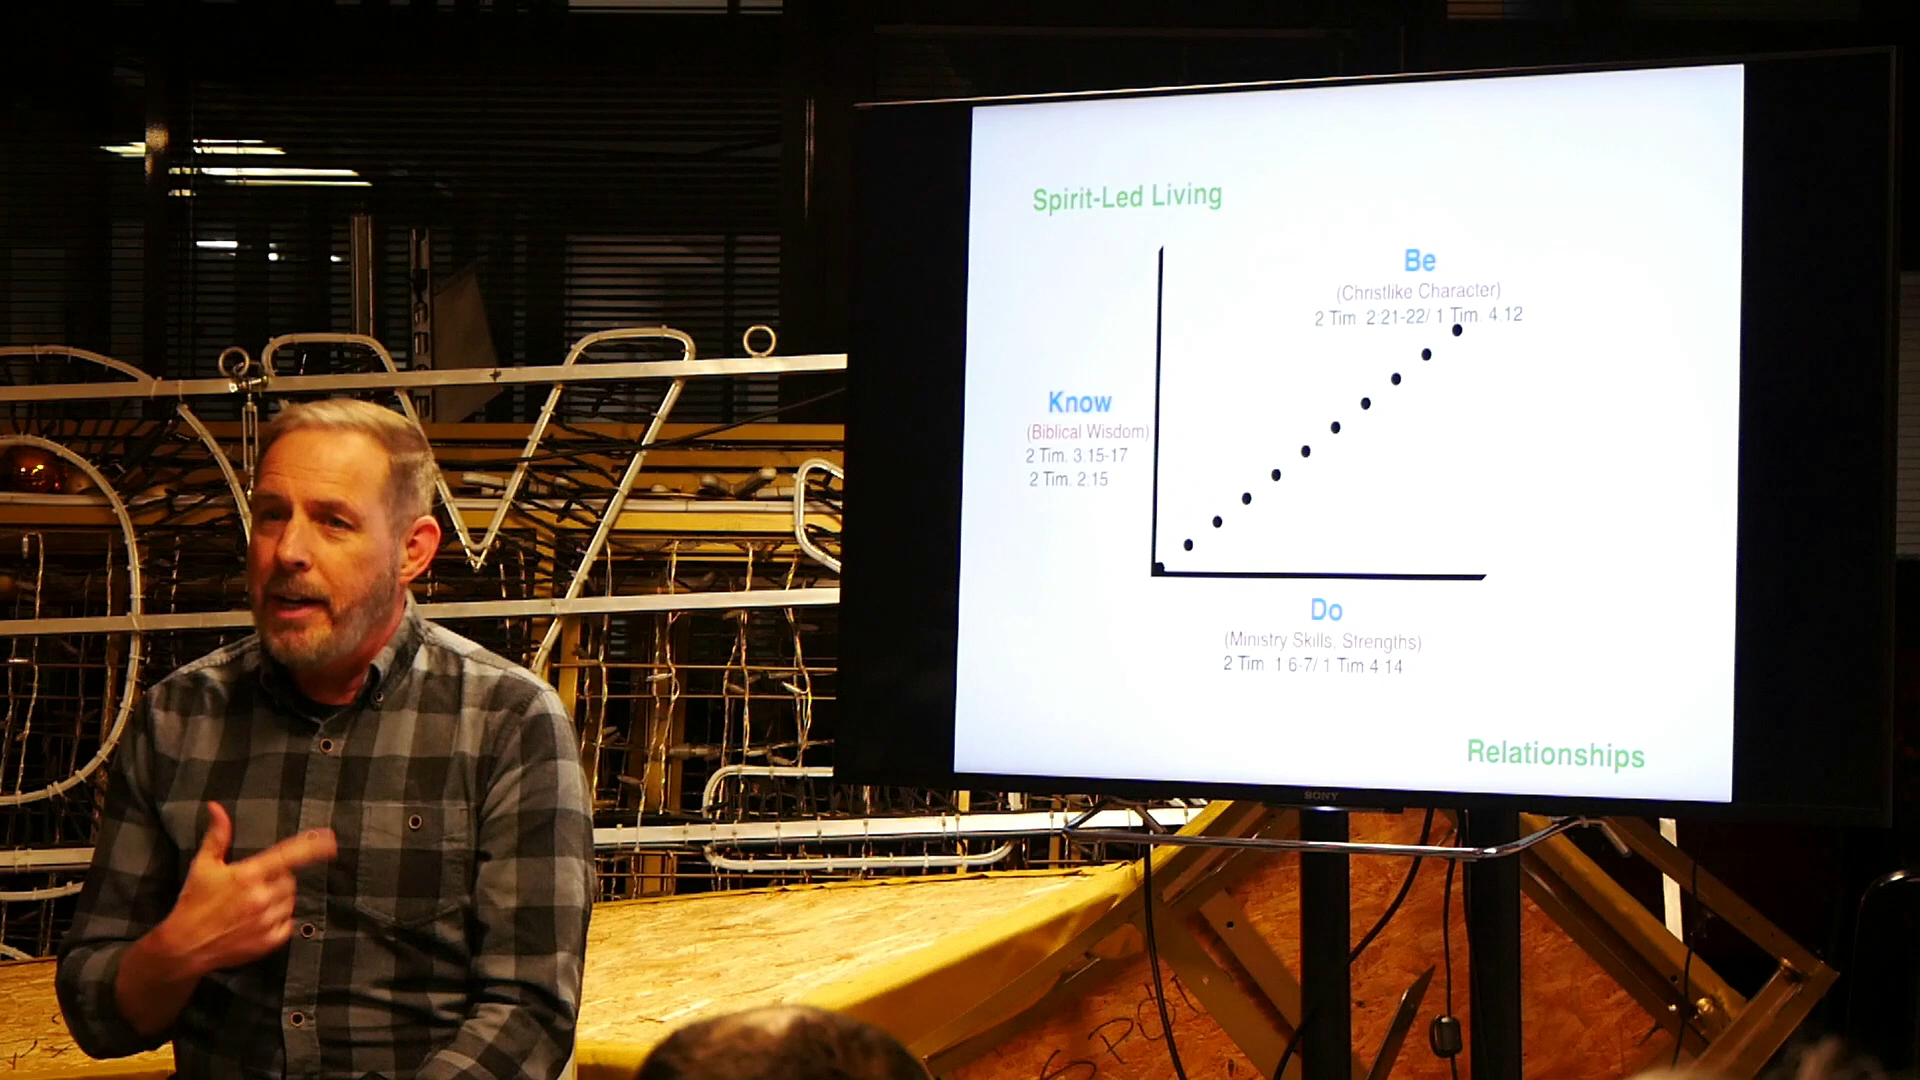 Spirit-Led Living
Be
(Christlike Character)
2 Tim 2:21-22/ 1 Tim. 4.12
Know
(Biblical Wisdom)
2 Tim. 3.15-17
2 Tim. 2:15
Do
(Ministry Skills, Strengths)
2 Tim 1 6-7/ 1 Tim 4 14
Relationships
SONY